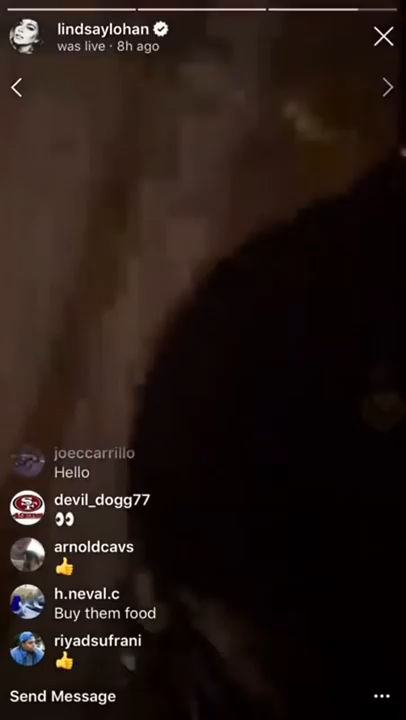 lindsaylohan
was live · 8h ago
joeccarrillo
Hello
devil_dogg77
👀
arnoldcavs
👍
h.neval.c
Buy them food
riyadsufrani
👍
Send Message